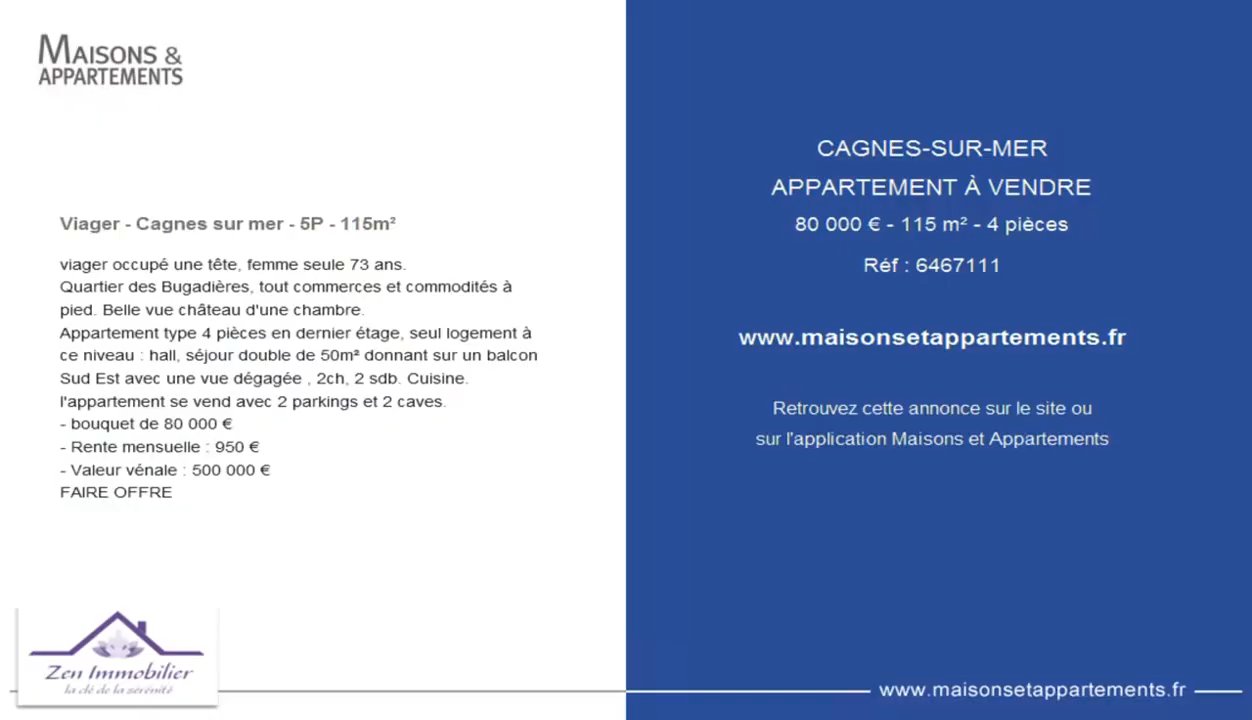 MAISONS &
APPARTEMENTS
Viager - Cagnes sur mer - 5P - 115m²
viager occupé une tête, femme seule 73 ans.
Quartier des Bugadières, tout commerces et commodités à
pied. Belle vue château d'une chambre.
Appartement type 4 pièces en dernier étage, seul logement à
ce niveau : hall, séjour double de 50m² donnant sur un balcon
Sud Est avec une vue dégagée , 2ch, 2 sdb. Cuisine.
l'appartement se vend avec 2 parkings et 2 caves.
- bouquet de 80 000 €
- Rente mensuelle : 950 €
- Valeur vénale : 500 000 €
FAIRE OFFRE
Zen Immobilier
la clé de la sérénité
CAGNES-SUR-MER
APPARTEMENT À VENDRE
80 000 € - 115 m² - 4 pièces
Réf : 6467111
www.maisonsetappartements.fr
Retrouvez cette annonce sur le site ou
sur l'application Maisons et Appartements
www.maisonsetappartements.fr